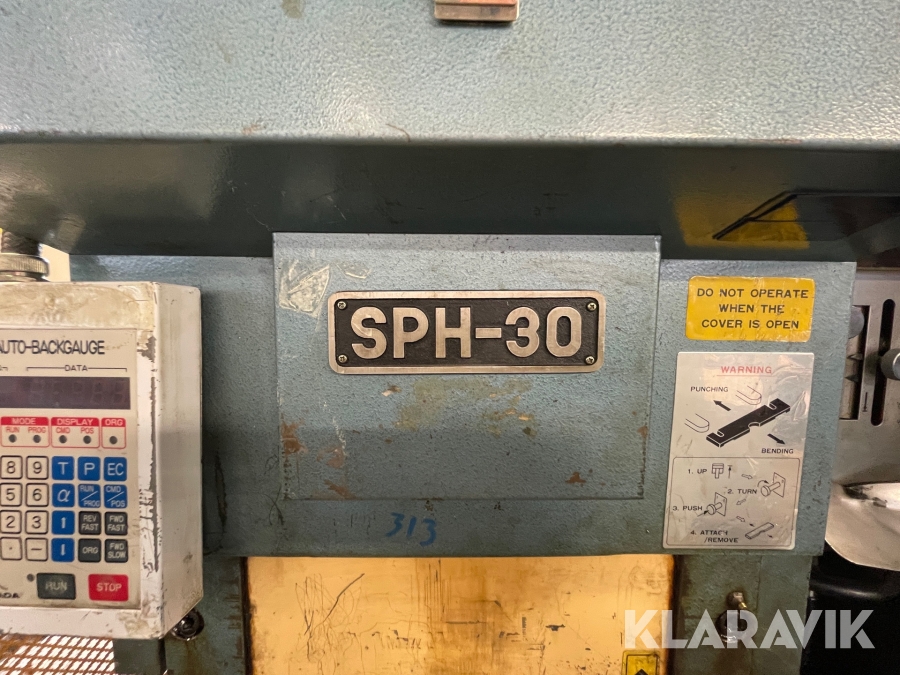 SPH-30
DO NOT OPERATE
WHEN THE
COVER IS OPEN
WARNING
PUNCHING
BENDING
1. UP
2. TURN
3. PUSH
4. ATTACH
/REMOVE
313
AUTO-BACKGAUGE
DATA
MODE DISPLAY ORG
RUN PROG CMD POS
8 9 T P EC
5 6 α RUN/PROG CMD/POS
2 3 REV FAST FWD FAST
· - ORG FWD SLOW
RUN STOP
KLARAVIK